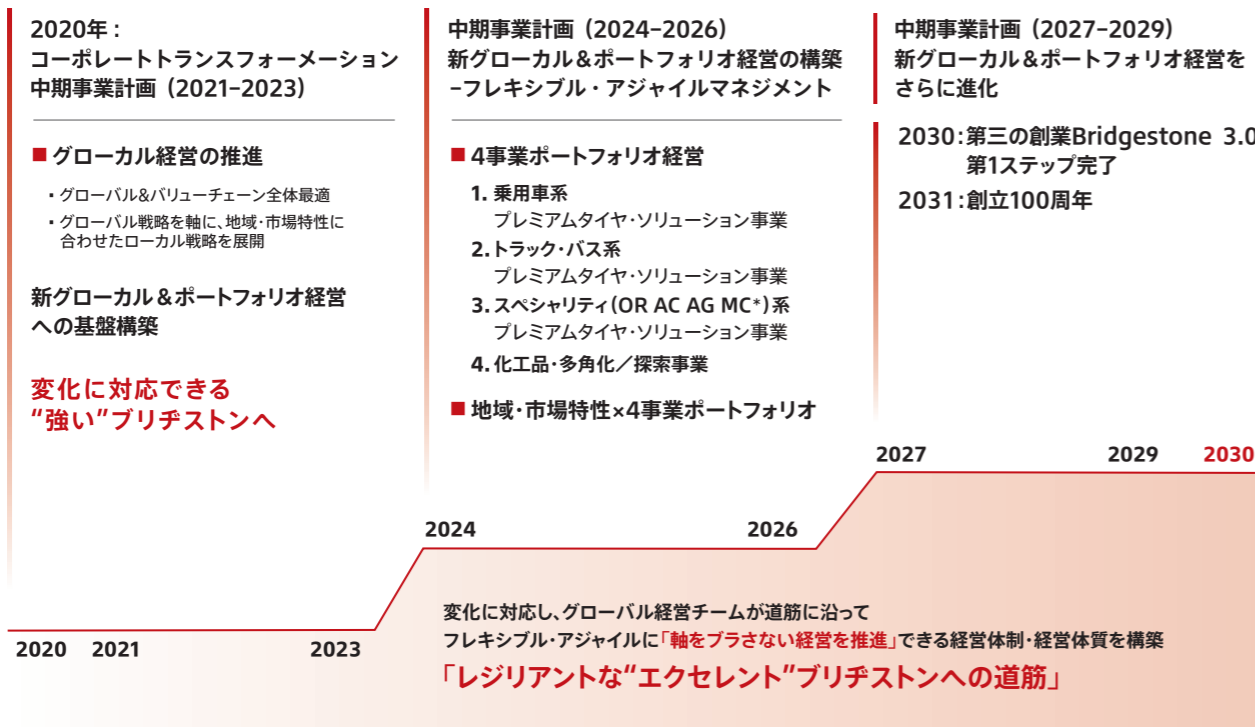 2020年：
コーポレートトランスフォーメーション
中期事業計画（2021−2023）
■ グローカル経営の推進
・グローバル&バリューチェーン全体最適
・グローバル戦略を軸に、地域・市場特性に
合わせたローカル戦略を展開
新グローカル&ポートフォリオ経営
への基盤構築
変化に対応できる
“強い”ブリヂストンへ
中期事業計画（2024−2026）
新グローカル&ポートフォリオ経営の構築
−フレキシブル・アジャイルマネジメント
■ 4事業ポートフォリオ経営
1. 乗用車系
プレミアムタイヤ・ソリューション事業
2. トラック・バス系
プレミアムタイヤ・ソリューション事業
3. スペシャリティ（OR AC AG MC*）系
プレミアムタイヤ・ソリューション事業
4. 化工品・多角化／探索事業
■ 地域・市場特性×4事業ポートフォリオ
中期事業計画（2027−2029）
新グローカル&ポートフォリオ経営を
さらに進化
2030：第三の創業Bridgestone 3.0
第1ステップ完了
2031：創立100周年
2027 2029 2030
2024 2026
2020 2021 2023
変化に対応し、グローバル経営チームが道筋に沿って
フレキシブル・アジャイルに「軸をブラさない経営を推進」できる経営体制・経営体質を構築
「レジリアントな“エクセレント”ブリヂストンへの道筋」